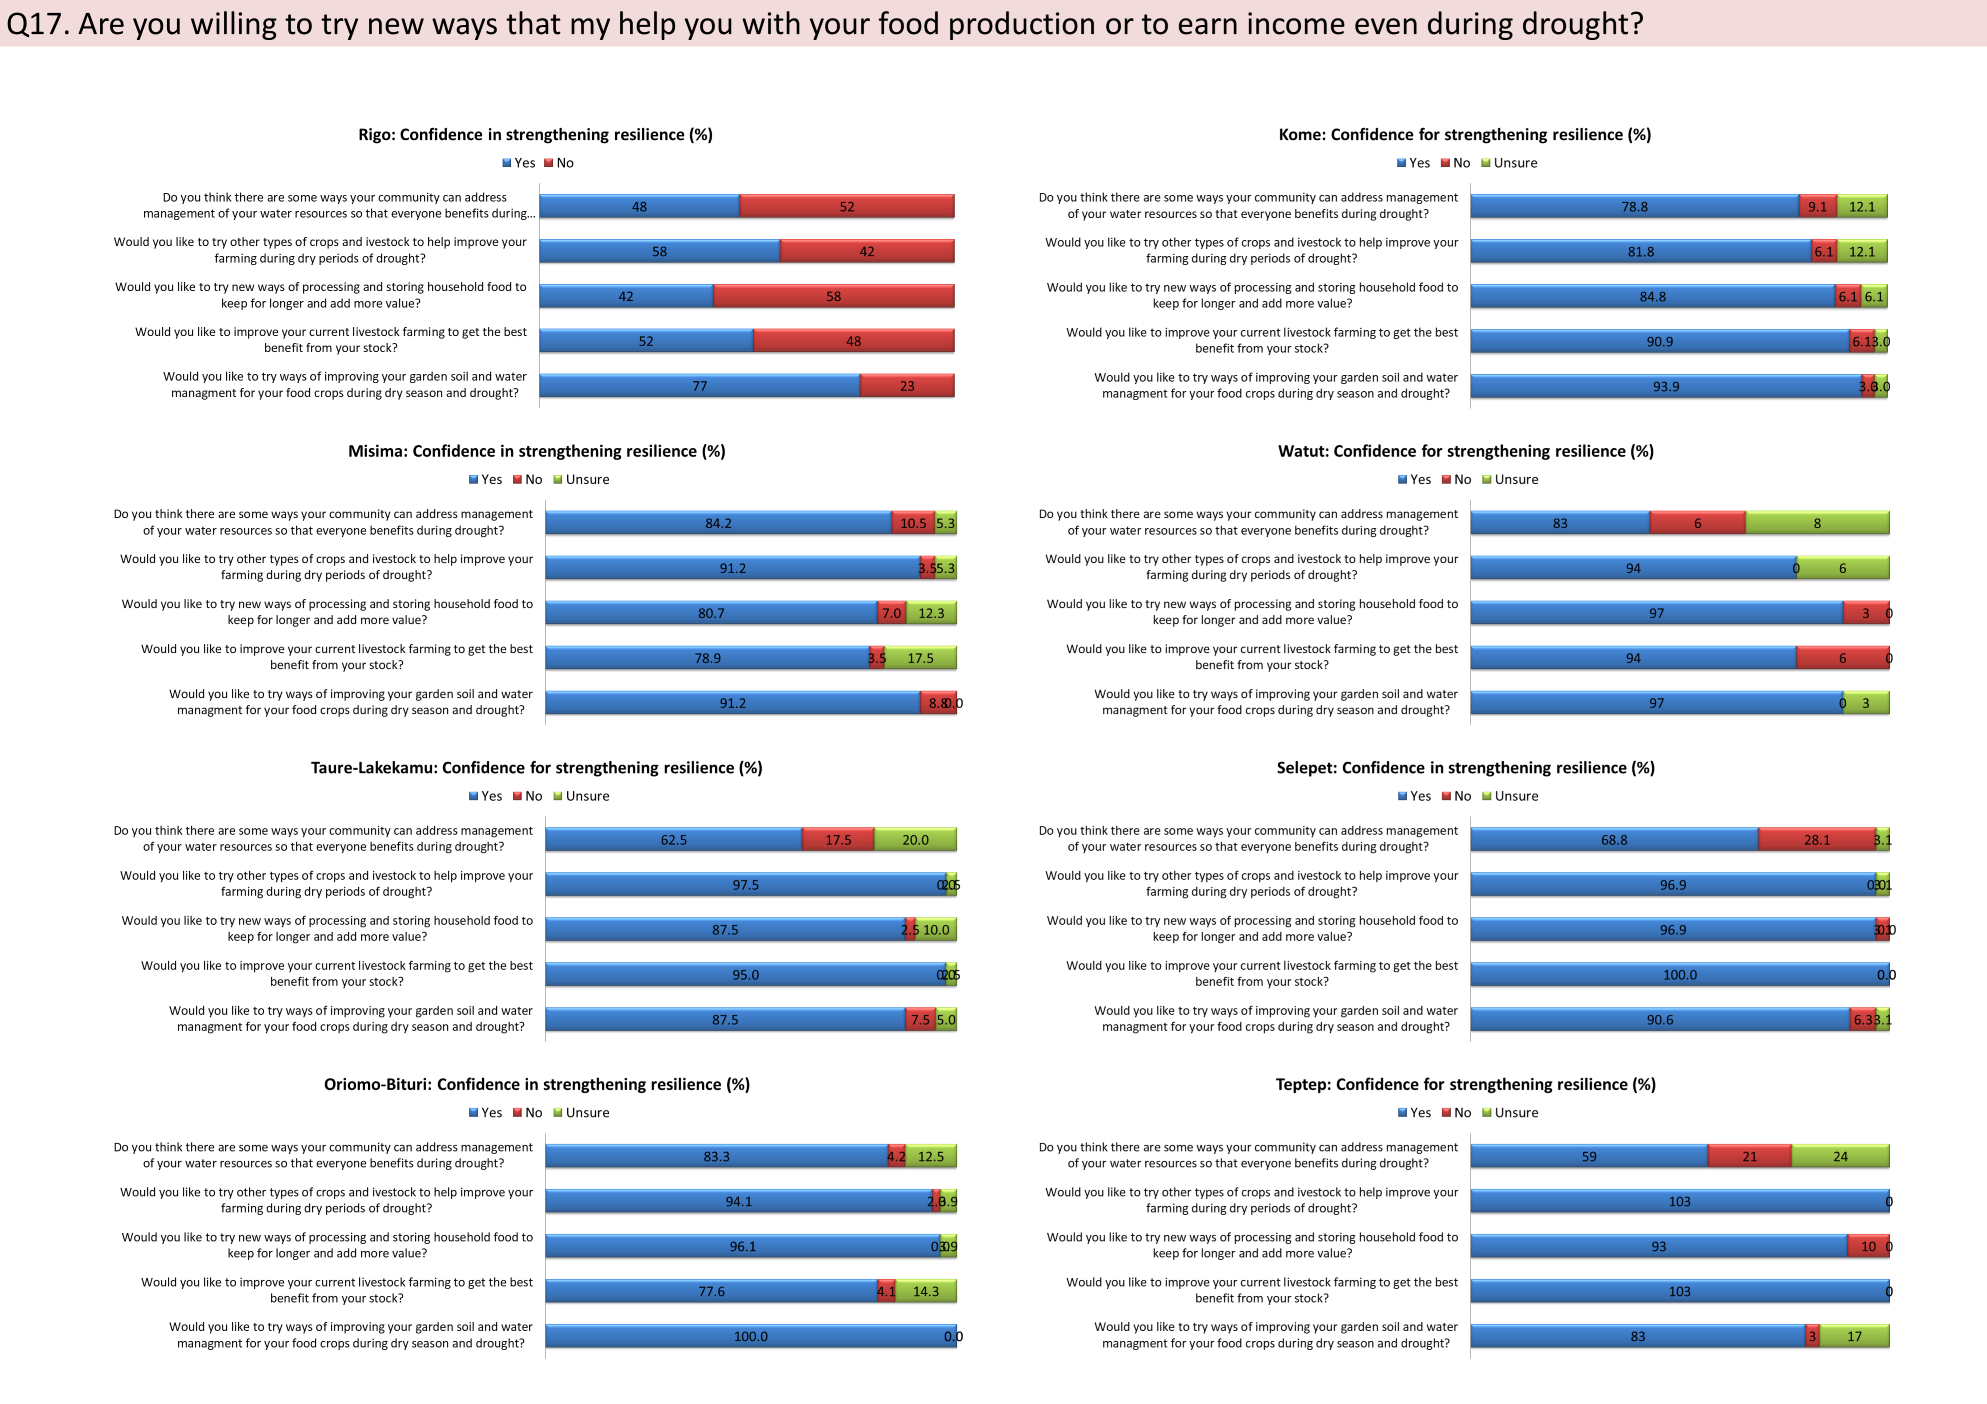 Q17. Are you willing to try new ways that my help you with your food production or to earn income even during drought?
Rigo: Confidence in strengthening resilience (%)
Yes No
Do you think there are some ways your community can address
management of your water resources so that everyone benefits during...
48 52
Would you like to try other types of crops and ivestock to help improve your
farming during dry periods of drought?
58 42
Would you like to try new ways of processing and storing household food to
keep for longer and add more value?
42 58
Would you like to improve your current livestock farming to get the best
benefit from your stock?
52 48
Would you like to try ways of improving your garden soil and water
managment for your food crops during dry season and drought?
77 23
Kome: Confidence for strengthening resilience (%)
Yes No Unsure
Do you think there are some ways your community can address management
of your water resources so that everyone benefits during drought?
78.8 9.1 12.1
Would you like to try other types of crops and ivestock to help improve your
farming during dry periods of drought?
81.8 6.1 12.1
Would you like to try new ways of processing and storing household food to
keep for longer and add more value?
84.8 6.1 6.1
Would you like to improve your current livestock farming to get the best
benefit from your stock?
90.9 6.1 3.0
Would you like to try ways of improving your garden soil and water
managment for your food crops during dry season and drought?
93.9 3.0 3.0
Misima: Confidence in strengthening resilience (%)
Yes No Unsure
Do you think there are some ways your community can address management
of your water resources so that everyone benefits during drought?
84.2 10.5 5.3
Would you like to try other types of crops and ivestock to help improve your
farming during dry periods of drought?
91.2 3.5 5.3
Would you like to try new ways of processing and storing household food to
keep for longer and add more value?
80.7 7.0 12.3
Would you like to improve your current livestock farming to get the best
benefit from your stock?
78.9 3.5 17.5
Would you like to try ways of improving your garden soil and water
managment for your food crops during dry season and drought?
91.2 8.8 0.0
Watut: Confidence for strengthening resilience (%)
Yes No Unsure
Do you think there are some ways your community can address management
of your water resources so that everyone benefits during drought?
83 6 8
Would you like to try other types of crops and ivestock to help improve your
farming during dry periods of drought?
94 0 6
Would you like to try new ways of processing and storing household food to
keep for longer and add more value?
97 3 0
Would you like to improve your current livestock farming to get the best
benefit from your stock?
94 6 0
Would you like to try ways of improving your garden soil and water
managment for your food crops during dry season and drought?
97 0 3
Taure-Lakekamu: Confidence for strengthening resilience (%)
Yes No Unsure
Do you think there are some ways your community can address management
of your water resources so that everyone benefits during drought?
62.5 17.5 20.0
Would you like to try other types of crops and ivestock to help improve your
farming during dry periods of drought?
97.5 0.0 2.5
Would you like to try new ways of processing and storing household food to
keep for longer and add more value?
87.5 2.5 10.0
Would you like to improve your current livestock farming to get the best
benefit from your stock?
95.0 0.0 2.5
Would you like to try ways of improving your garden soil and water
managment for your food crops during dry season and drought?
87.5 7.5 5.0
Selepet: Confidence in strengthening resilience (%)
Yes No Unsure
Do you think there are some ways your community can address management
of your water resources so that everyone benefits during drought?
68.8 28.1 3.1
Would you like to try other types of crops and ivestock to help improve your
farming during dry periods of drought?
96.9 0.0 3.1
Would you like to try new ways of processing and storing household food to
keep for longer and add more value?
96.9 3.1 0.0
Would you like to improve your current livestock farming to get the best
benefit from your stock?
100.0 0.0
Would you like to try ways of improving your garden soil and water
managment for your food crops during dry season and drought?
90.6 6.3 3.1
Oriomo-Bituri: Confidence in strengthening resilience (%)
Yes No Unsure
Do you think there are some ways your community can address management
of your water resources so that everyone benefits during drought?
83.3 4.2 12.5
Would you like to try other types of crops and ivestock to help improve your
farming during dry periods of drought?
94.1 2.0 3.9
Would you like to try new ways of processing and storing household food to
keep for longer and add more value?
96.1 0.0 3.9
Would you like to improve your current livestock farming to get the best
benefit from your stock?
77.6 4.1 14.3
Would you like to try ways of improving your garden soil and water
managment for your food crops during dry season and drought?
100.0 0.0
Teptep: Confidence for strengthening resilience (%)
Yes No Unsure
Do you think there are some ways your community can address management
of your water resources so that everyone benefits during drought?
59 21 24
Would you like to try other types of crops and ivestock to help improve your
farming during dry periods of drought?
103 0
Would you like to try new ways of processing and storing household food to
keep for longer and add more value?
93 10 0
Would you like to improve your current livestock farming to get the best
benefit from your stock?
103 0
Would you like to try ways of improving your garden soil and water
managment for your food crops during dry season and drought?
83 3 17